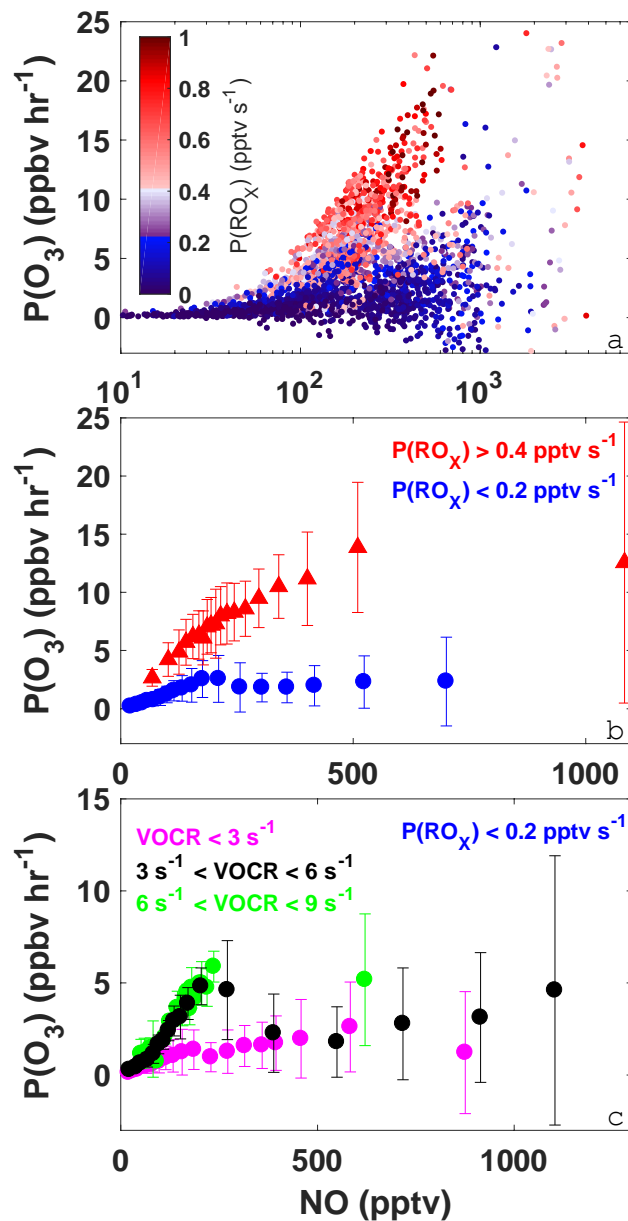 25
20
15
10
5
0
P(O3) (ppbv hr-1)
1
0.8
0.6
0.4
0.2
0
P(ROX) (pptv s-1)
a
10^1
10^2
10^3
25
20
15
10
5
0
P(O3) (ppbv hr-1)
P(ROX) > 0.4 pptv s-1
P(ROX) < 0.2 pptv s-1
b
0
500
1000
15
10
5
0
P(O3) (ppbv hr-1)
VOCR < 3 s-1
3 s-1 < VOCR < 6 s-1
6 s-1 < VOCR < 9 s-1
P(ROX) < 0.2 pptv s-1
c
0
500
1000
NO (pptv)